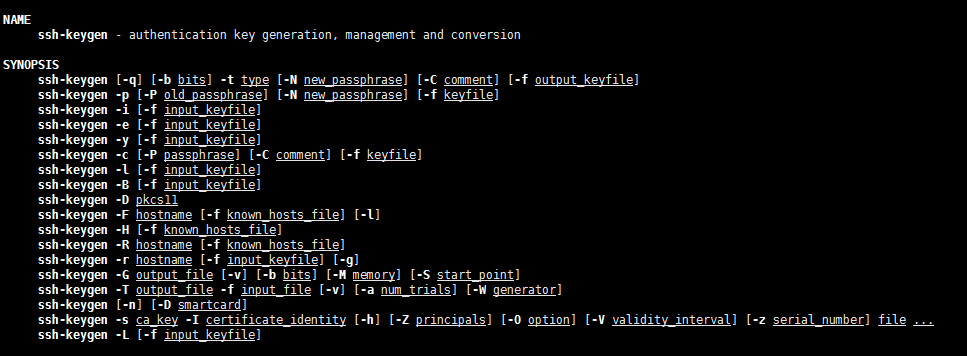 NAME
ssh-keygen - authentication key generation, management and conversion
SYNOPSIS
ssh-keygen [-q] [-b bits] -t type [-N new_passphrase] [-C comment] [-f output_keyfile]
ssh-keygen -p [-P old_passphrase] [-N new_passphrase] [-f keyfile]
ssh-keygen -i [-f input_keyfile]
ssh-keygen -e [-f input_keyfile]
ssh-keygen -y [-f input_keyfile]
ssh-keygen -c [-P passphrase] [-C comment] [-f keyfile]
ssh-keygen -l [-f input_keyfile]
ssh-keygen -B [-f input_keyfile]
ssh-keygen -D pkcs11
ssh-keygen -F hostname [-f known_hosts_file] [-l]
ssh-keygen -H [-f known_hosts_file]
ssh-keygen -R hostname [-f known_hosts_file]
ssh-keygen -r hostname [-f input_keyfile] [-g]
ssh-keygen -G output_file [-v] [-b bits] [-M memory] [-S start_point]
ssh-keygen -T output_file -f input_file [-v] [-a num_trials] [-W generator]
ssh-keygen [-n] [-D smartcard]
ssh-keygen -s ca_key -I certificate_identity [-h] [-Z principals] [-O option] [-V validity_interval] [-z serial_number] file ...
ssh-keygen -L [-f input_keyfile]